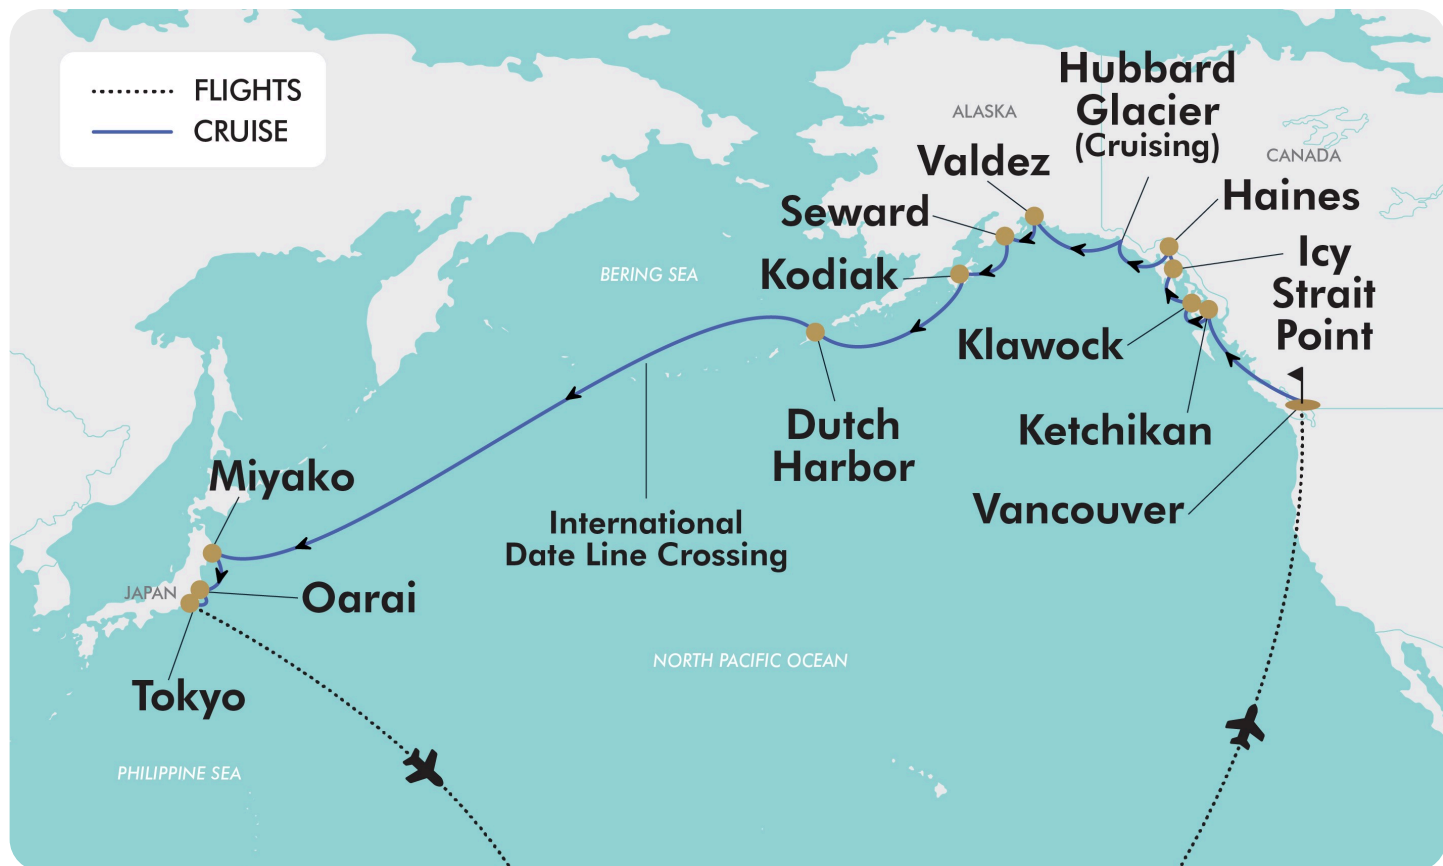 FLIGHTS
CRUISE
Hubbard
Glacier
(Cruising)
ALASKA
CANADA
Valdez
Haines
Seward
Icy
Strait
Point
BERING SEA
Kodiak
Klawock
Dutch
Harbor
Ketchikan
Miyako
Vancouver
International
Date Line Crossing
JAPAN
Oarai
NORTH PACIFIC OCEAN
Tokyo
PHILIPPINE SEA